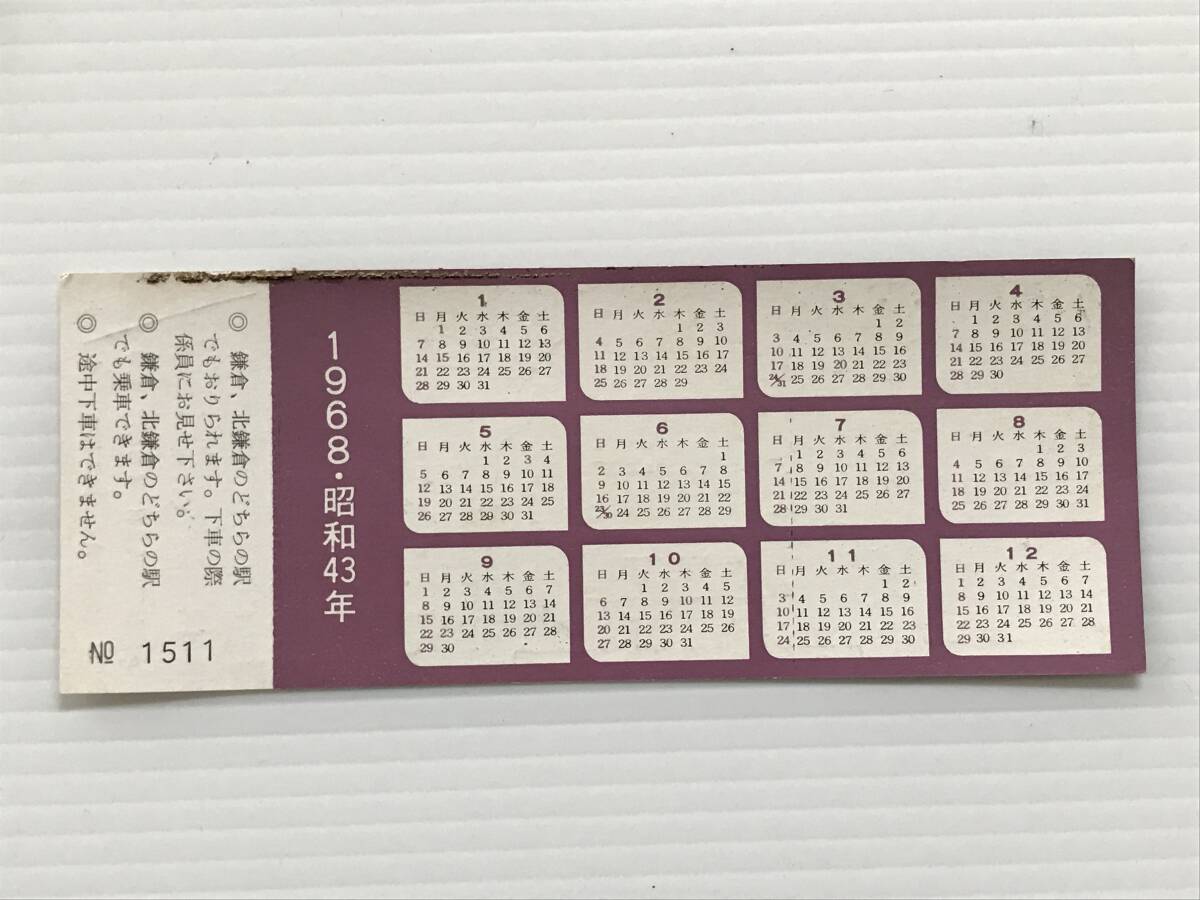 ◎ 鎌倉、北鎌倉のどちらの駅
でもおりられます。下車の際
係員にお見せ下さい。
◎ 鎌倉、北鎌倉のどちらの駅
でも乗車できます。
◎ 途中下車はできません。
No 1511
1968・昭和43年
1
日 月 火 水 木 金 土
1 2 3 4 5 6
7 8 9 10 11 12 13
14 15 16 17 18 19 20
21 22 23 24 25 26 27
28 29 30 31
2
日 月 火 水 木 金 土
1 2 3
4 5 6 7 8 9 10
11 12 13 14 15 16 17
18 19 20 21 22 23 24
25 26 27 28 29
3
日 月 火 水 木 金 土
1 2
3 4 5 6 7 8 9
10 11 12 13 14 15 16
17 18 19 20 21 22 23
24/31 25 26 27 28 29 30
4
日 月 火 水 木 金 土
1 2 3 4 5 6
7 8 9 10 11 12 13
14 15 16 17 18 19 20
21 22 23 24 25 26 27
28 29 30
5
日 月 火 水 木 金 土
1 2 3 4
5 6 7 8 9 10 11
12 13 14 15 16 17 18
19 20 21 22 23 24 25
26 27 28 29 30 31
6
日 月 火 水 木 金 土
1
2 3 4 5 6 7 8
9 10 11 12 13 14 15
16 17 18 19 20 21 22
23/30 24 25 26 27 28 29
7
日 月 火 水 木 金 土
1 2 3 4 5 6
7 8 9 10 11 12 13
14 15 16 17 18 19 20
21 22 23 24 25 26 27
28 29 30 31
8
日 月 火 水 木 金 土
1 2 3
4 5 6 7 8 9 10
11 12 13 14 15 16 17
18 19 20 21 22 23 24
25 26 27 28 29 30 31
9
日 月 火 水 木 金 土
1 2 3 4 5 6 7
8 9 10 11 12 13 14
15 16 17 18 19 20 21
22 23 24 25 26 27 28
29 30
10
日 月 火 水 木 金 土
1 2 3 4 5
6 7 8 9 10 11 12
13 14 15 16 17 18 19
20 21 22 23 24 25 26
27 28 29 30 31
11
日 月 火 水 木 金 土
1 2
3 4 5 6 7 8 9
10 11 12 13 14 15 16
17 18 19 20 21 22 23
24 25 26 27 28 29 30
12
日 月 火 水 木 金 土
1 2 3 4 5 6 7
8 9 10 11 12 13 14
15 16 17 18 19 20 21
22 23 24 25 26 27 28
29 30 31